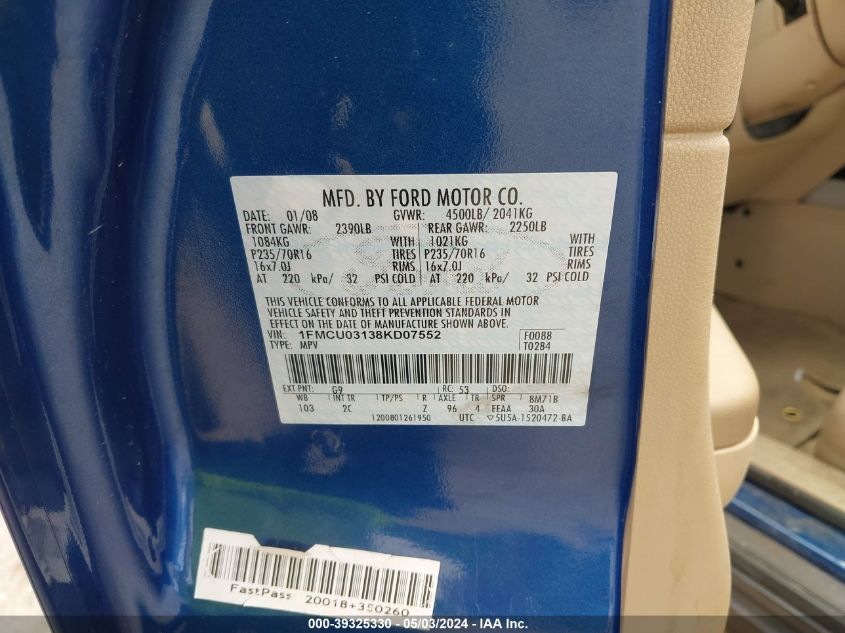 MFD. BY FORD MOTOR CO.
DATE: 01/08 GVWR: 4500LB/ 2041KG
FRONT GAWR: 2390LB REAR GAWR: 2250LB
1084KG WITH 1021KG WITH
P235/70R16 TIRES P235/70R16 TIRES
16x7.0J RIMS 16x7.0J RIMS
AT 220 kPa/ 32 PSI COLD AT 220 kPa/ 32 PSI COLD
THIS VEHICLE CONFORMS TO ALL APPLICABLE FEDERAL MOTOR
VEHICLE SAFETY AND THEFT PREVENTION STANDARDS IN
EFFECT ON THE DATE OF MANUFACTURE SHOWN ABOVE.
VIN: 1FMCU03138KD07552 F0088
TYPE: MPV T0284
EXT PNT: G9 RC: 53 DSO:
WB INT TR TP/PS R AXLE TR SPR 8M71B
103 2C Z 96 4 EEAA 30A
1200801261950 UTC 5U5A-1520472-BA
FastPass 20018+350260
000-39325330 - 05/03/2024 - IAA Inc.